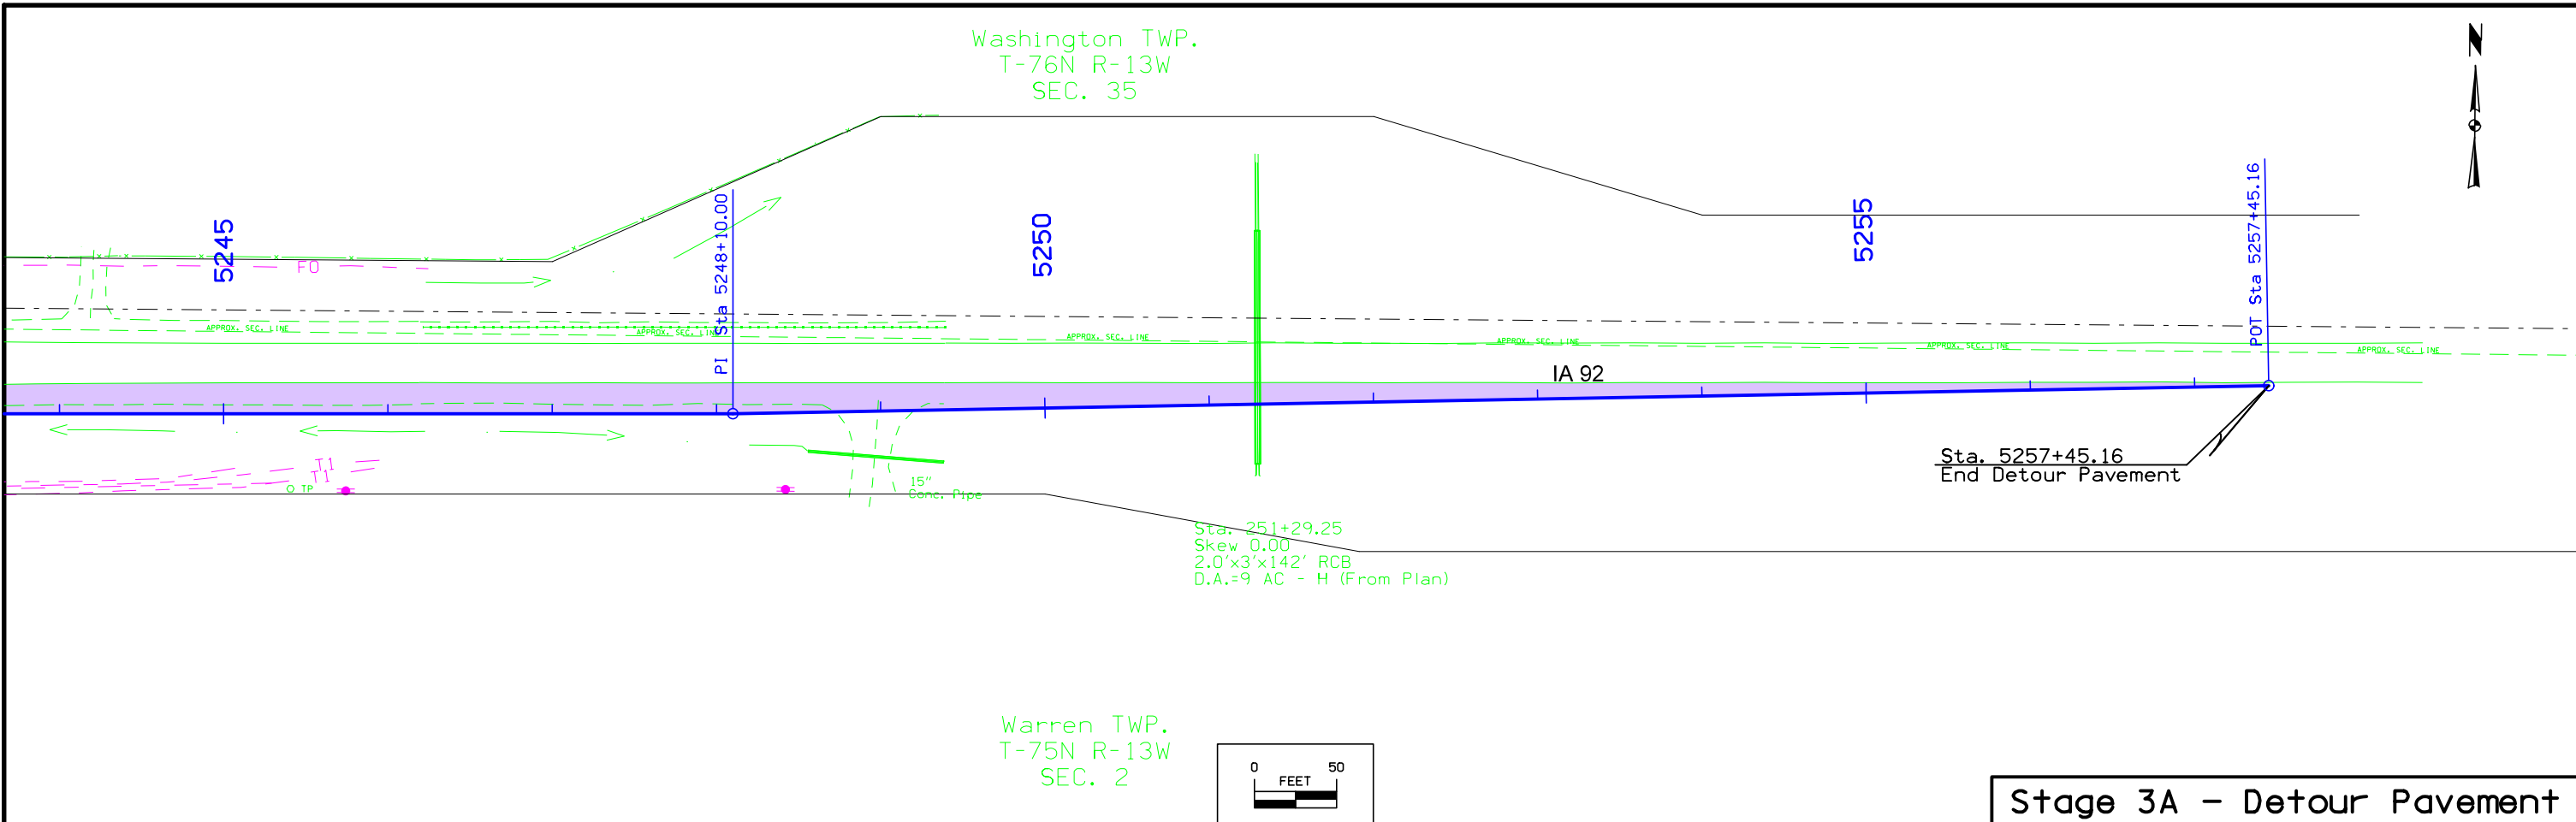 Washington TWP.
T-76N R-13W
SEC. 35
N
5245
PI Sta 5248+10.00
5250
5255
POT Sta 5257+45.16
FO
APPROX. SEC. LINE
APPROX. SEC. LINE
APPROX. SEC. LINE
APPROX. SEC. LINE
APPROX. SEC. LINE
APPROX. SEC. LINE
IA 92
T1
T1
TP
15"
Conc. Pipe
Sta. 5257+45.16
End Detour Pavement
Sta. 251+29.25
Skew 0.00
2.0'x3'x142' RCB
D.A.=9 AC - H (From Plan)
Warren TWP.
T-75N R-13W
SEC. 2
0 50
FEET
Stage 3A - Detour Pavement